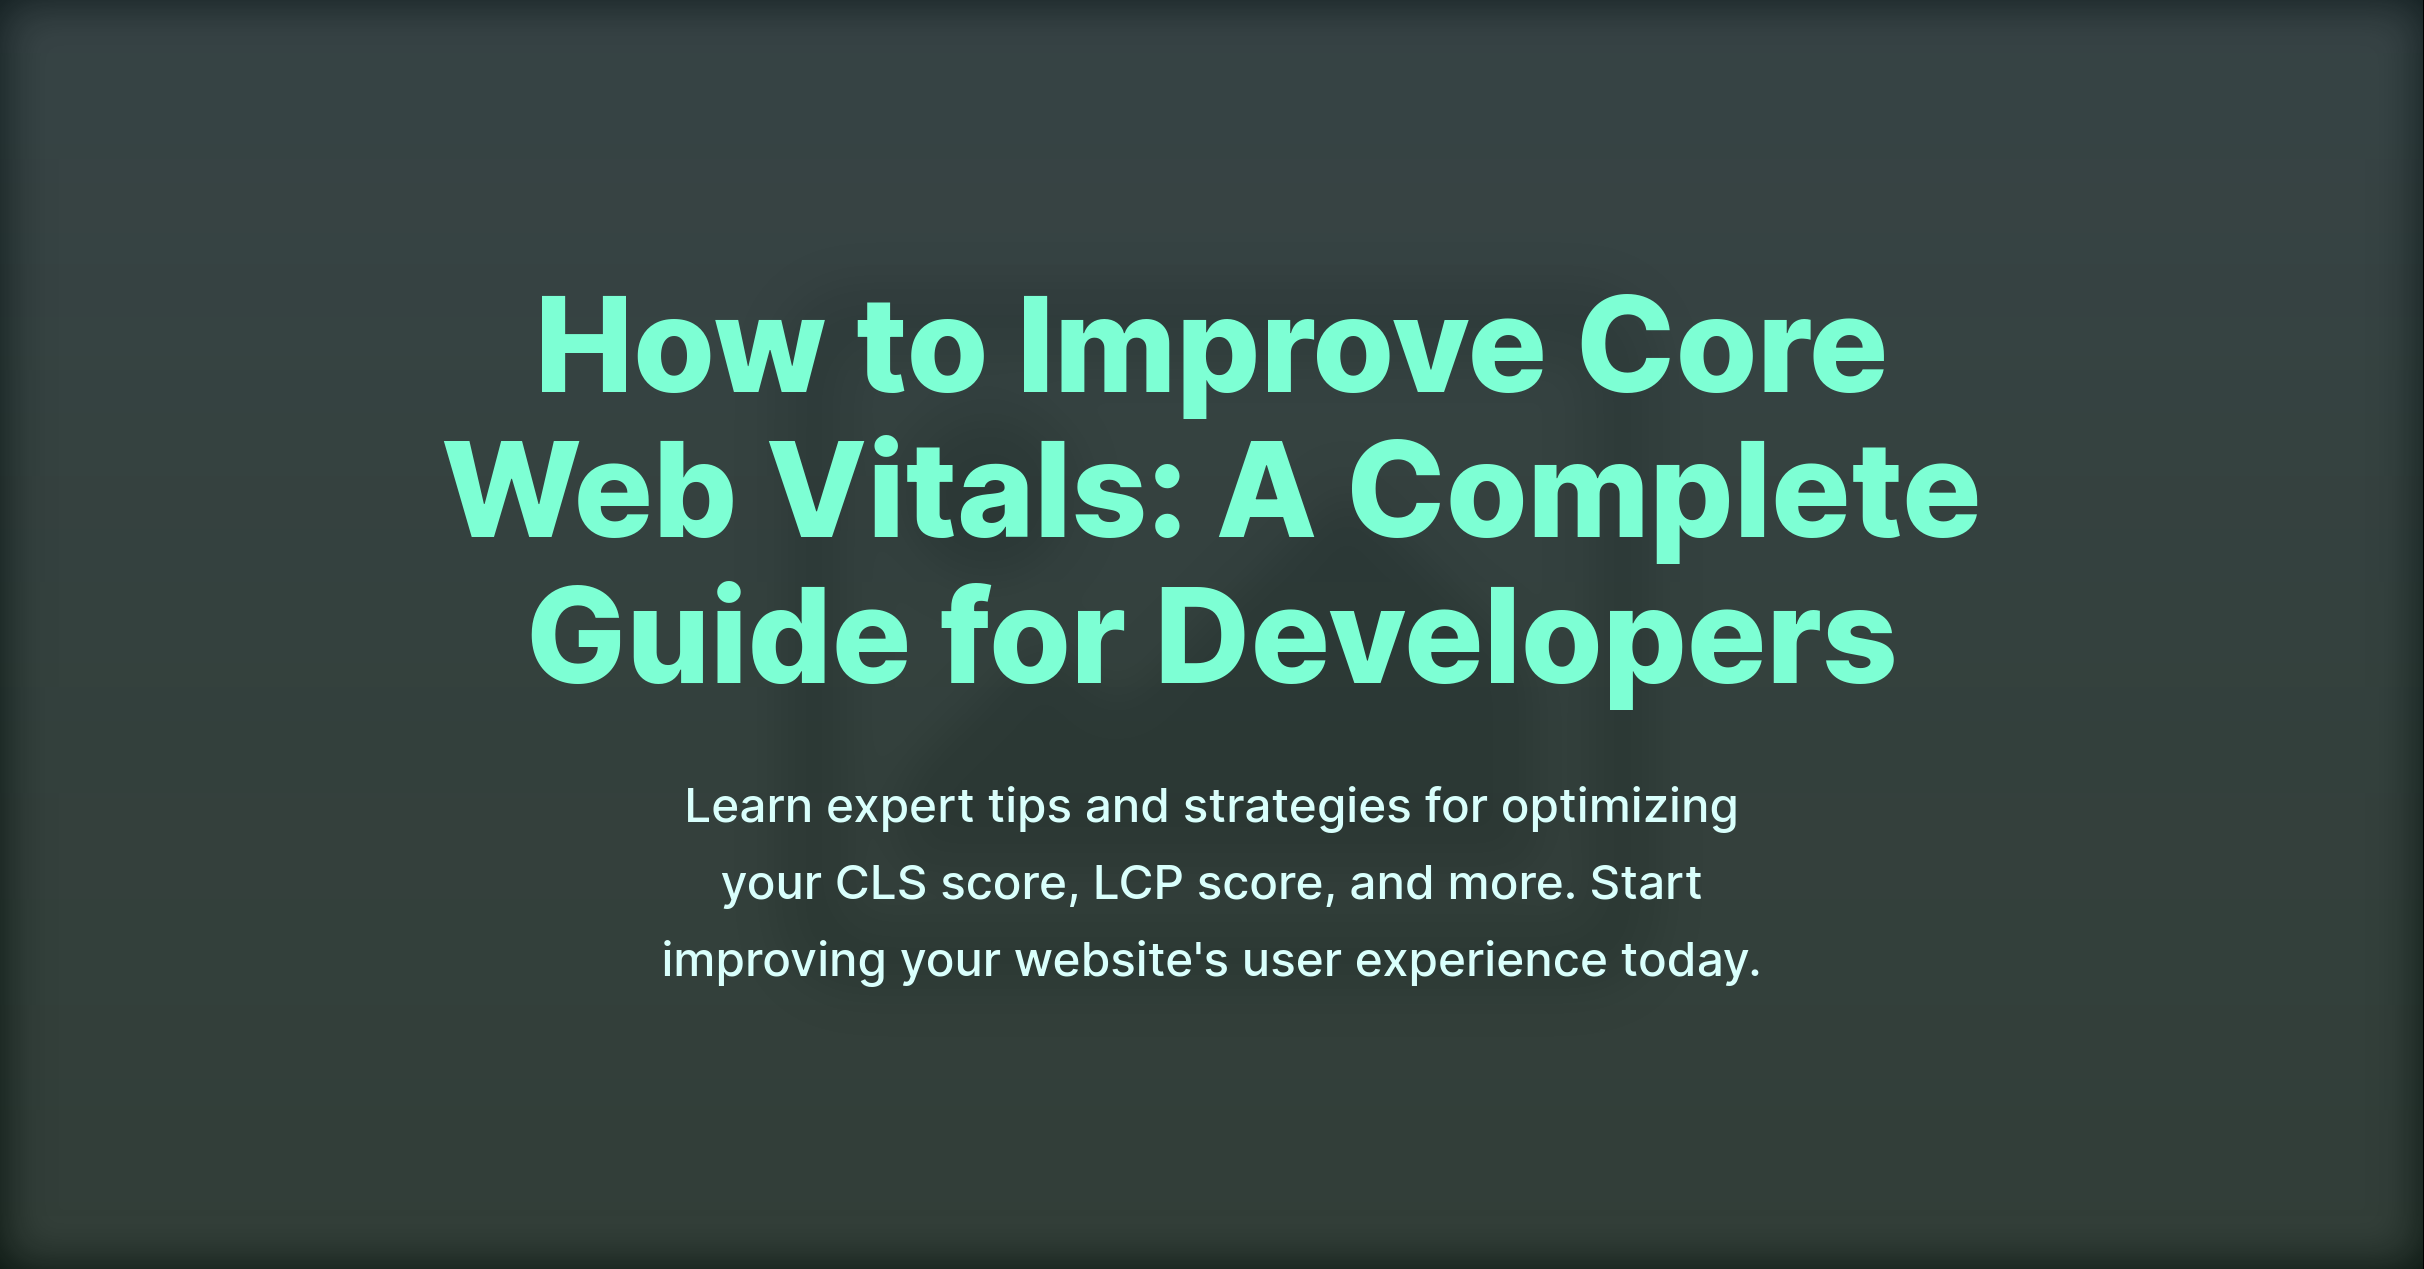 How to Improve Core
Web Vitals: A Complete
Guide for Developers
Learn expert tips and strategies for optimizing
your CLS score, LCP score, and more. Start
improving your website's user experience today.